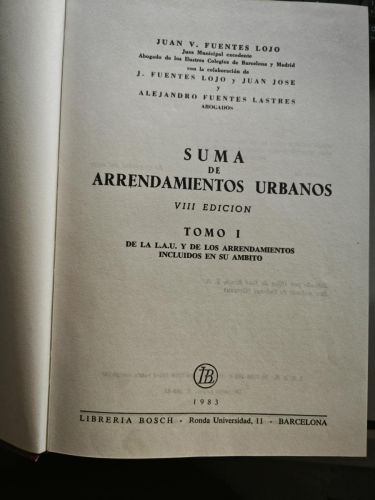 JUAN V. FUENTES LOJO
Juez Municipal excedente
Abogado de los Ilustres Colegios de Barcelona y Madrid
con la colaboración de
J. FUENTES LOJO y JUAN JOSE
y
ALEJANDRO FUENTES LASTRES
ABOGADOS
SUMA
DE
ARRENDAMIENTOS URBANOS
VIII EDICION
TOMO I
DE LA L.A.U. Y DE LOS ARRENDAMIENTOS
INCLUIDOS EN SU AMBITO
1983
LIBRERIA BOSCH - Ronda Universidad, 11 - BARCELONA